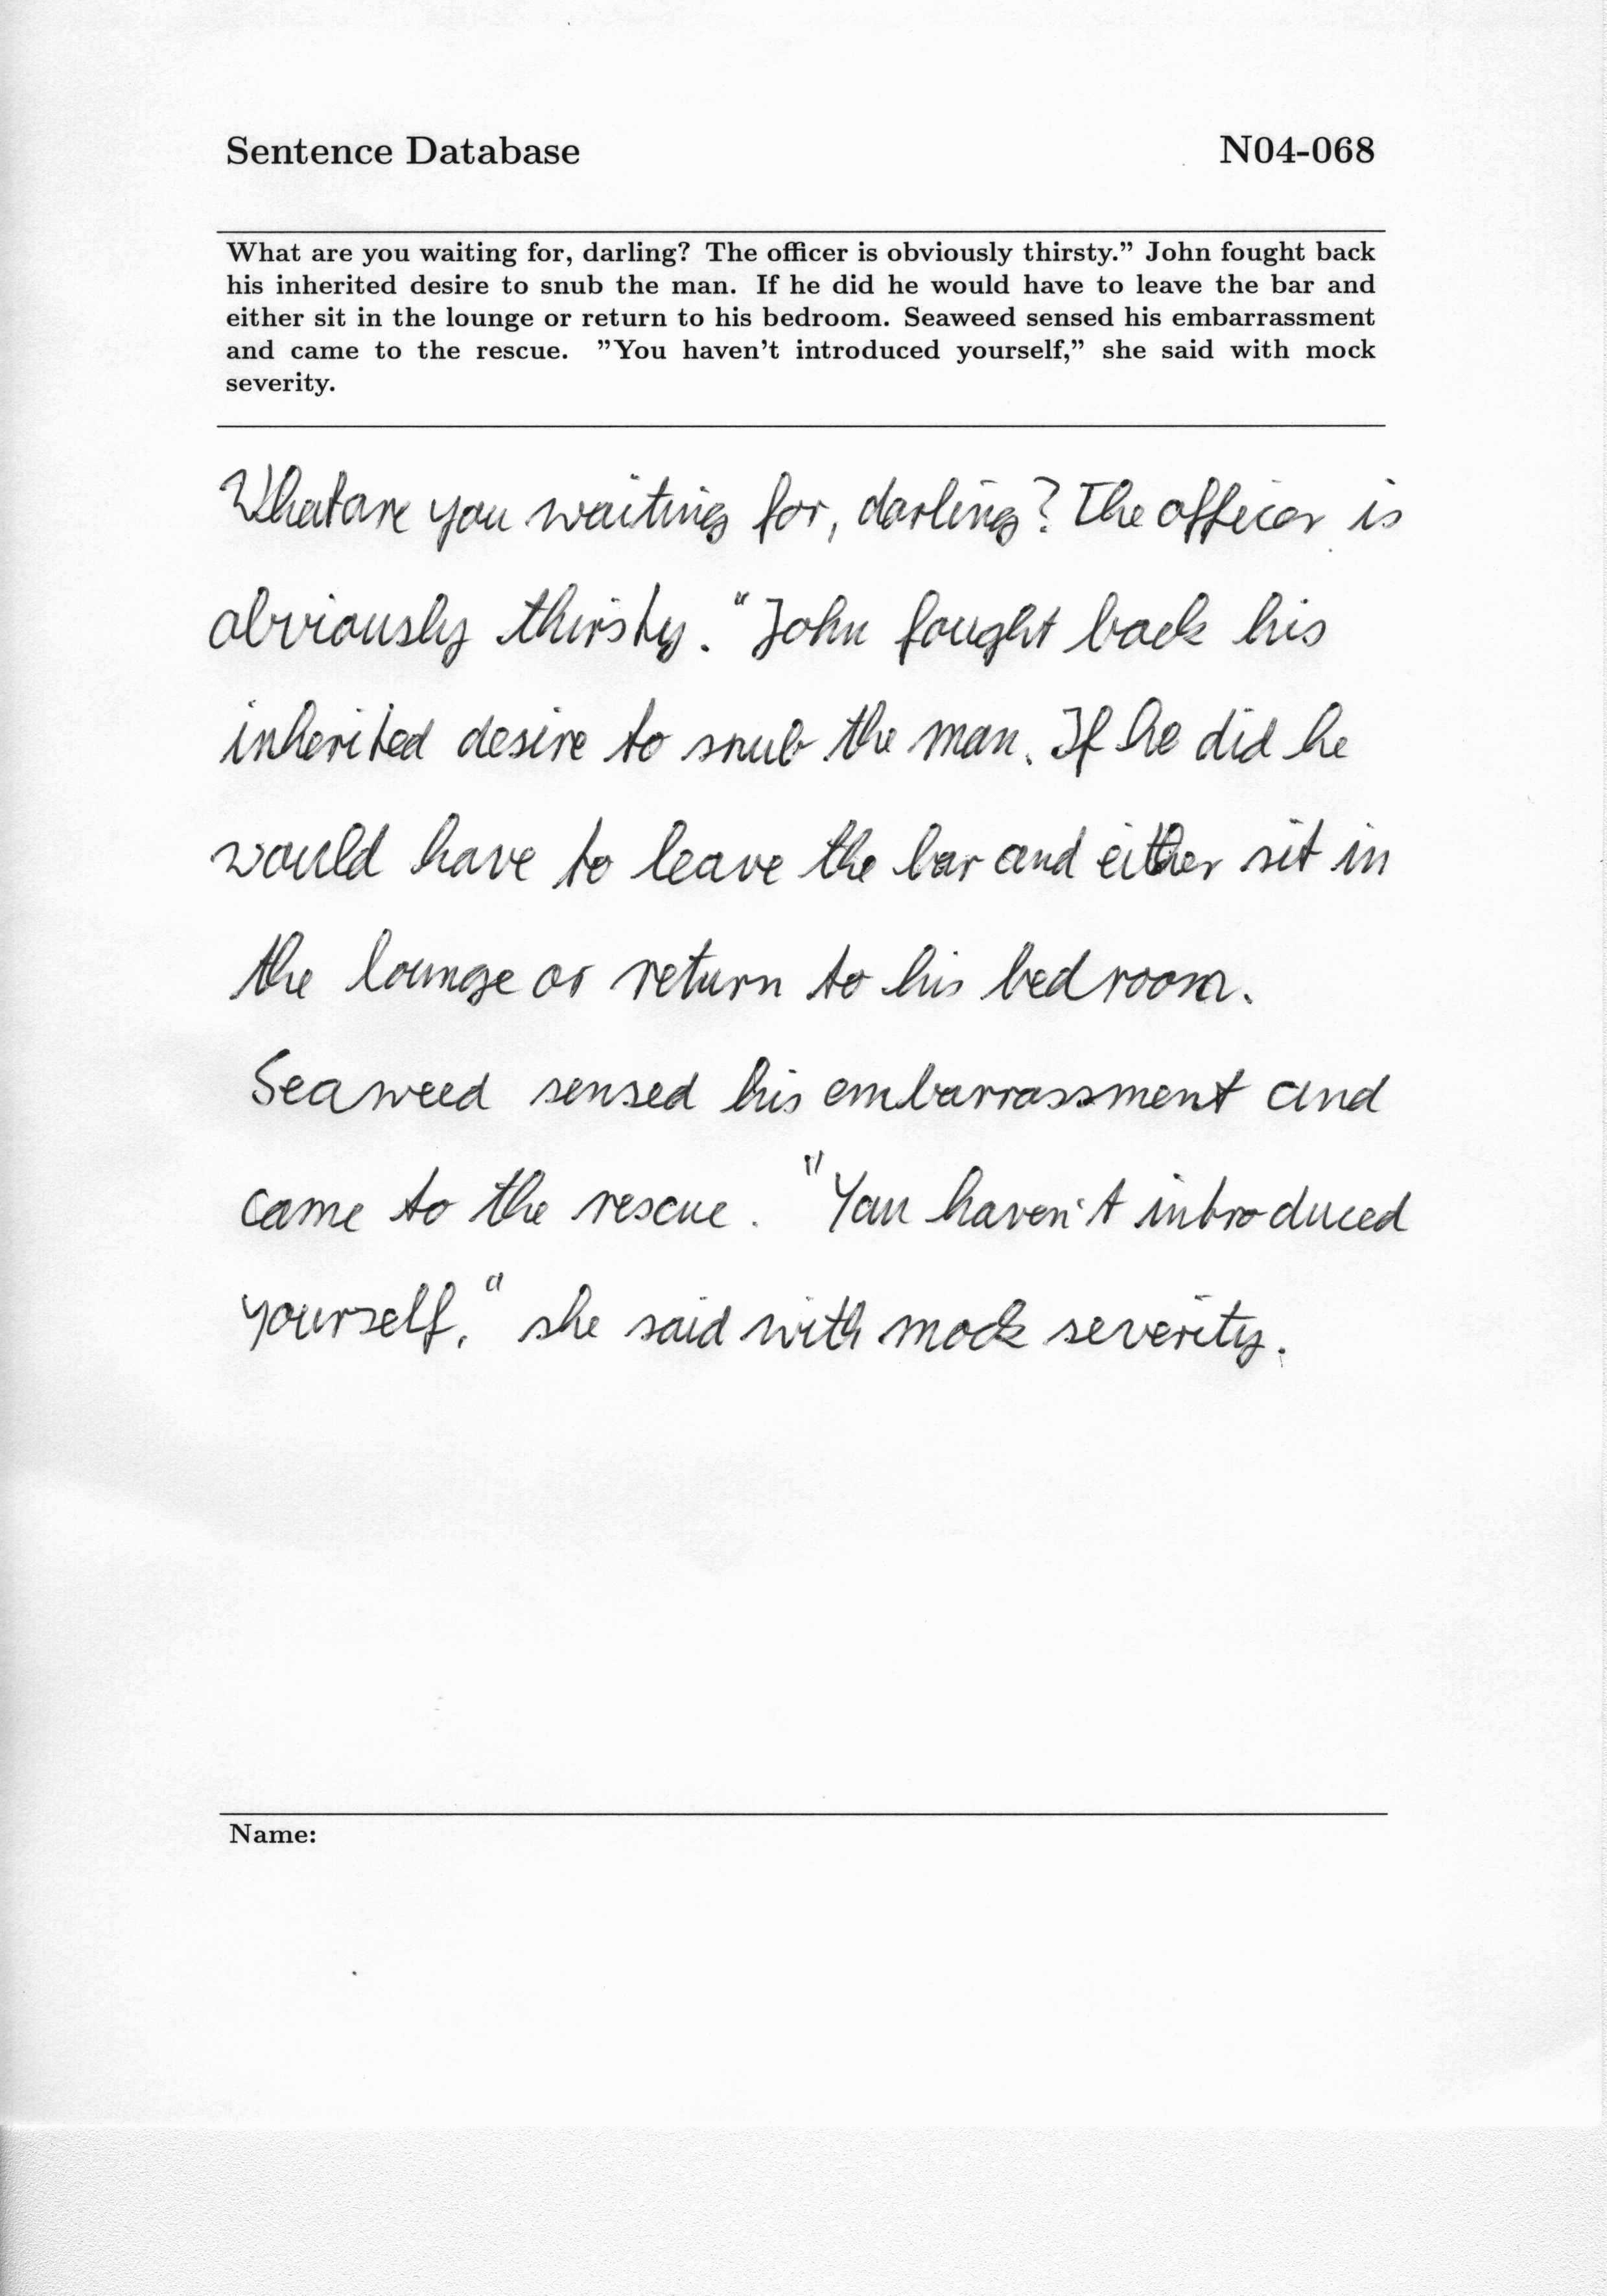 Sentence Database N04-068
What are you waiting for, darling? The officer is obviously thirsty.” John fought back
his inherited desire to snub the man. If he did he would have to leave the bar and
either sit in the lounge or return to his bedroom. Seaweed sensed his embarrassment
and came to the rescue. ”You haven’t introduced yourself,” she said with mock
severity.
What are you waiting for, darling? The officer is
obviously thirsty." John fought back his
inherited desire to snub the man. If he did he
would have to leave the bar and either sit in
the lounge or return to his bedroom.
Seaweed sensed his embarrassment and
came to the rescue. "You haven't introduced
yourself," she said with mock severity.
Name: